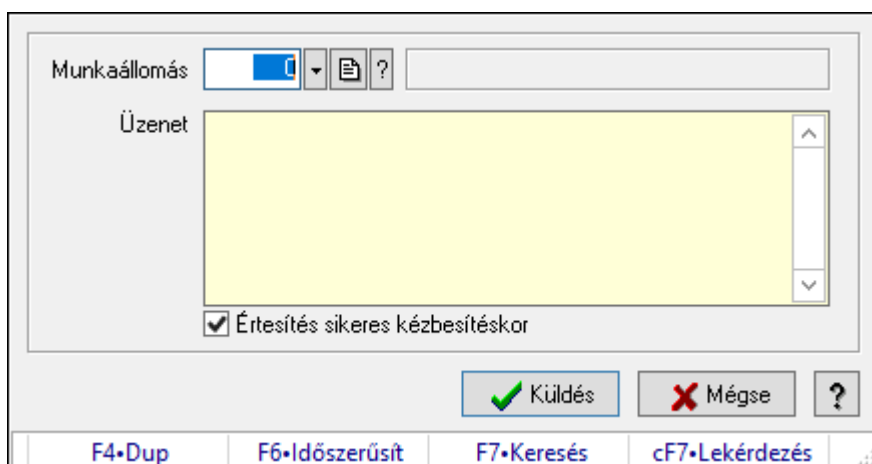 Munkaállomás 0 ?
Üzenet
Értesítés sikeres kézbesítéskor
Küldés Mégse ?
F4•Dup F6•Időszerűsít F7•Keresés cF7•Lekérdezés